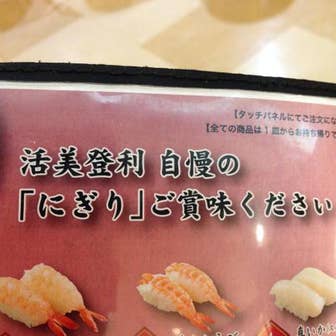 【タッチパネルにてご注文にな
【全ての商品は1皿からお持ち帰りで
活美登利 自慢の
「にぎり」ご賞味ください